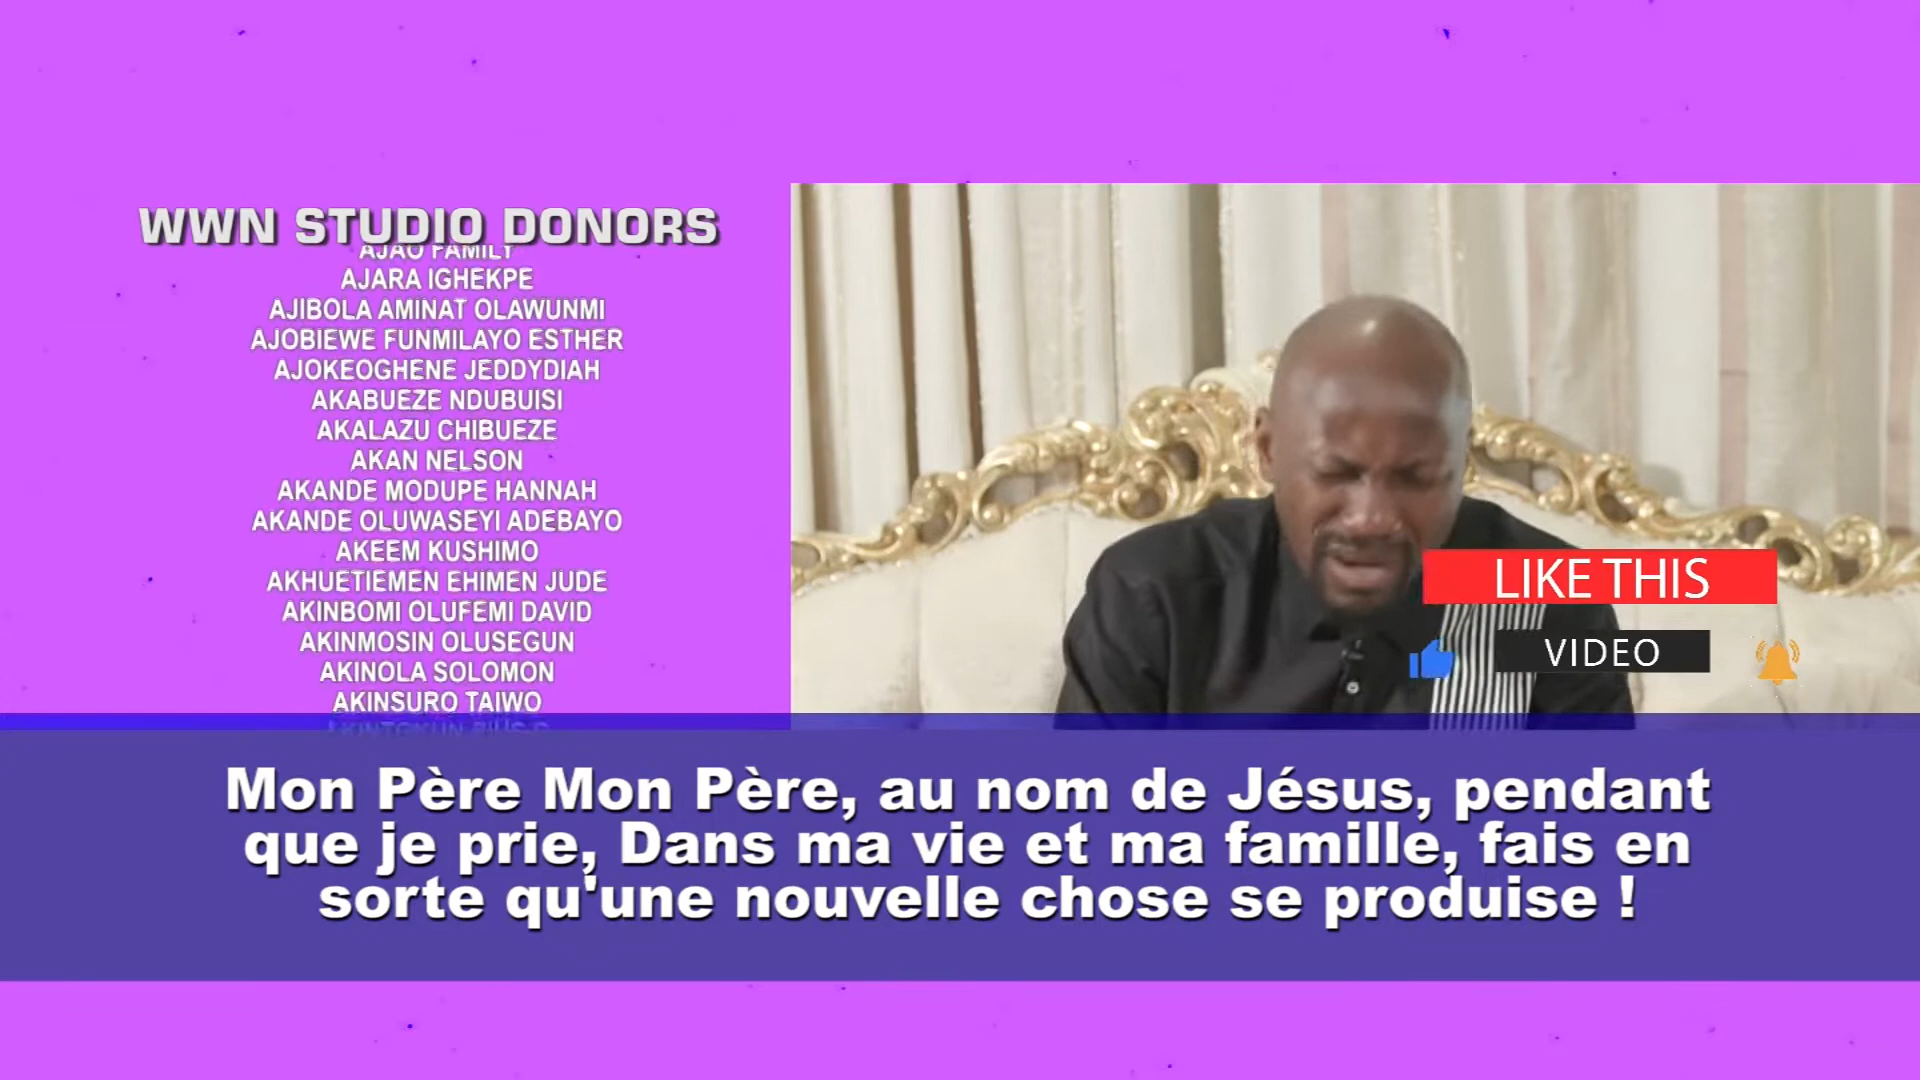 WWN STUDIO DONORS
AJAO FAMILY
AJARA IGHEKPE
AJIBOLA AMINAT OLAWUNMI
AJOBIEWE FUNMILAYO ESTHER
AJOKEOGHENE JEDDYDIAH
AKABUEZE NDUBUISI
AKALAZU CHIBUEZE
AKAN NELSON
AKANDE MODUPE HANNAH
AKANDE OLUWASEYI ADEBAYO
AKEEM KUSHIMO
AKHUETIEMEN EHIMEN JUDE
AKINBOMI OLUFEMI DAVID
AKINMOSIN OLUSEGUN
AKINOLA SOLOMON
AKINSURO TAIWO
LIKE THIS
VIDEO
Mon Père Mon Père, au nom de Jésus, pendant
que je prie, Dans ma vie et ma famille, fais en
sorte qu'une nouvelle chose se produise !